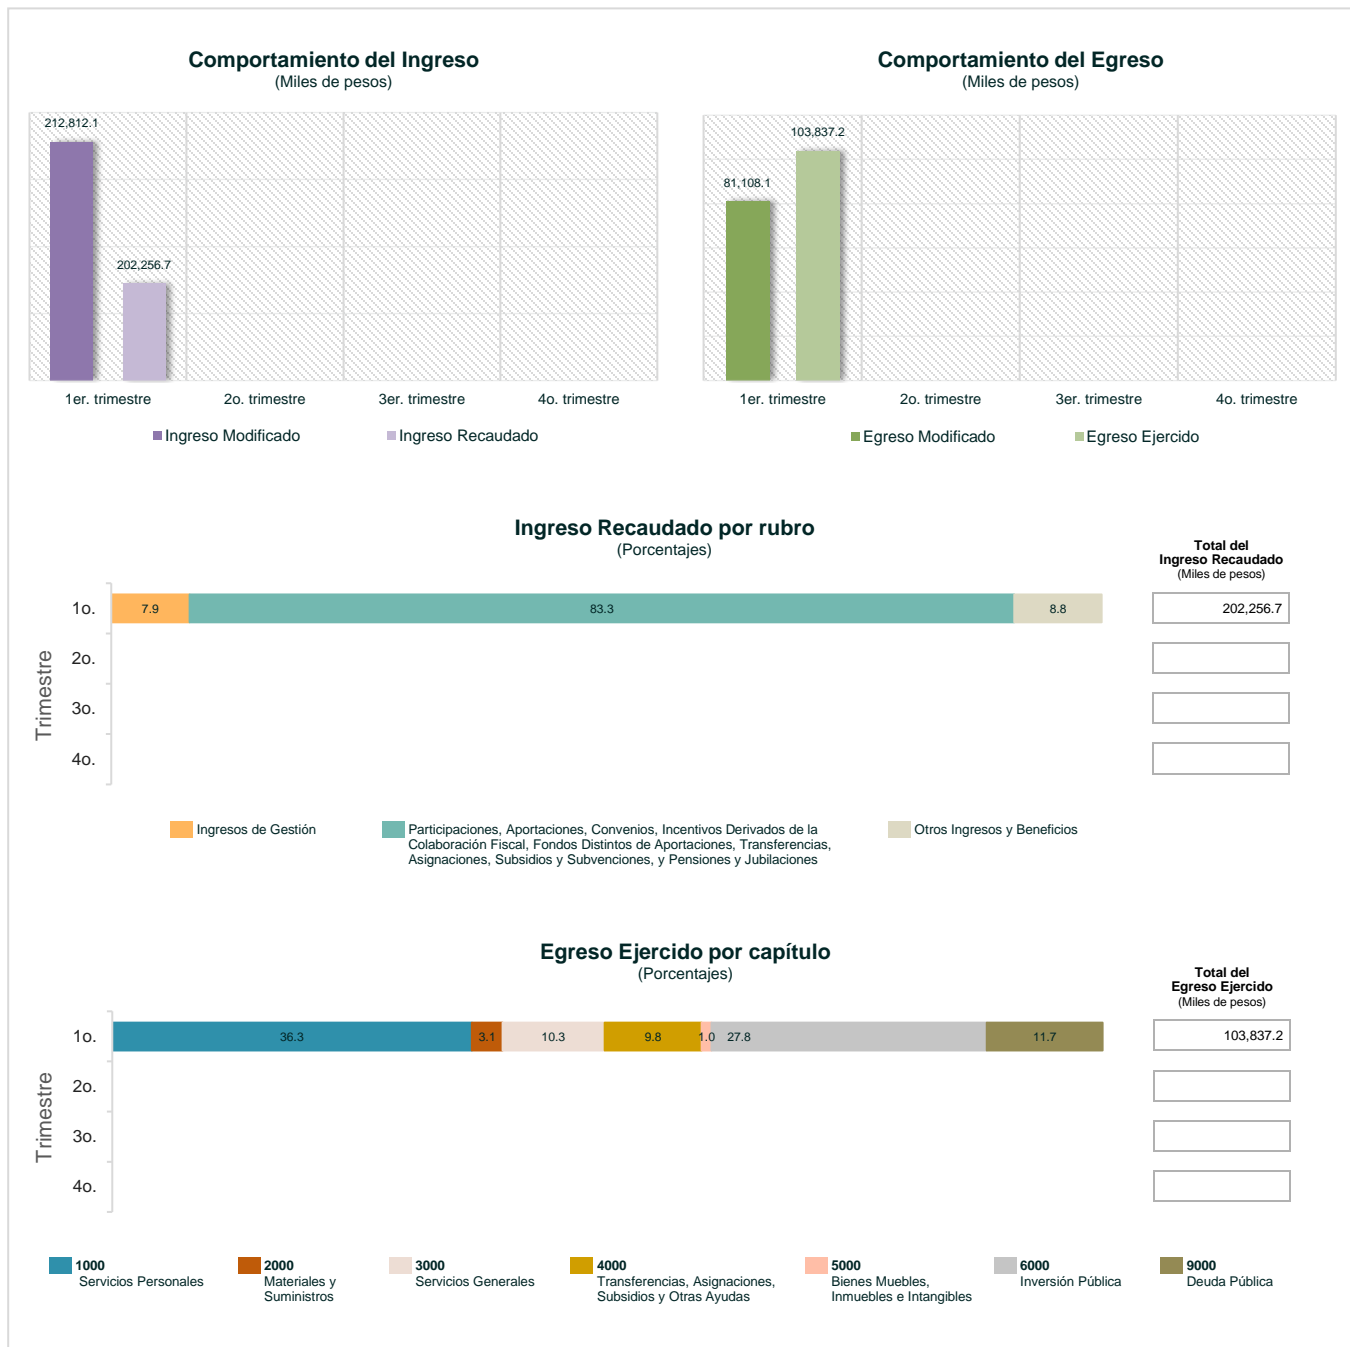 Comportamiento del Ingreso
(Miles de pesos)
212,812.1
202,256.7
1er. trimestre
2o. trimestre
3er. trimestre
4o. trimestre
Ingreso Modificado
Ingreso Recaudado
Comportamiento del Egreso
(Miles de pesos)
81,108.1
103,837.2
1er. trimestre
2o. trimestre
3er. trimestre
4o. trimestre
Egreso Modificado
Egreso Ejercido
Ingreso Recaudado por rubro
(Porcentajes)
Total del
Ingreso Recaudado
(Miles de pesos)
Trimestre
1o.
7.9
83.3
8.8
202,256.7
2o.
3o.
4o.
Ingresos de Gestión
Participaciones, Aportaciones, Convenios, Incentivos Derivados de la
Colaboración Fiscal, Fondos Distintos de Aportaciones, Transferencias,
Asignaciones, Subsidios y Subvenciones, y Pensiones y Jubilaciones
Otros Ingresos y Beneficios
Egreso Ejercido por capítulo
(Porcentajes)
Total del
Egreso Ejercido
(Miles de pesos)
Trimestre
1o.
36.3
3.1
10.3
9.8
1.0
27.8
11.7
103,837.2
2o.
3o.
4o.
1000
Servicios Personales
2000
Materiales y
Suministros
3000
Servicios Generales
4000
Transferencias, Asignaciones,
Subsidios y Otras Ayudas
5000
Bienes Muebles,
Inmuebles e Intangibles
6000
Inversión Pública
9000
Deuda Pública